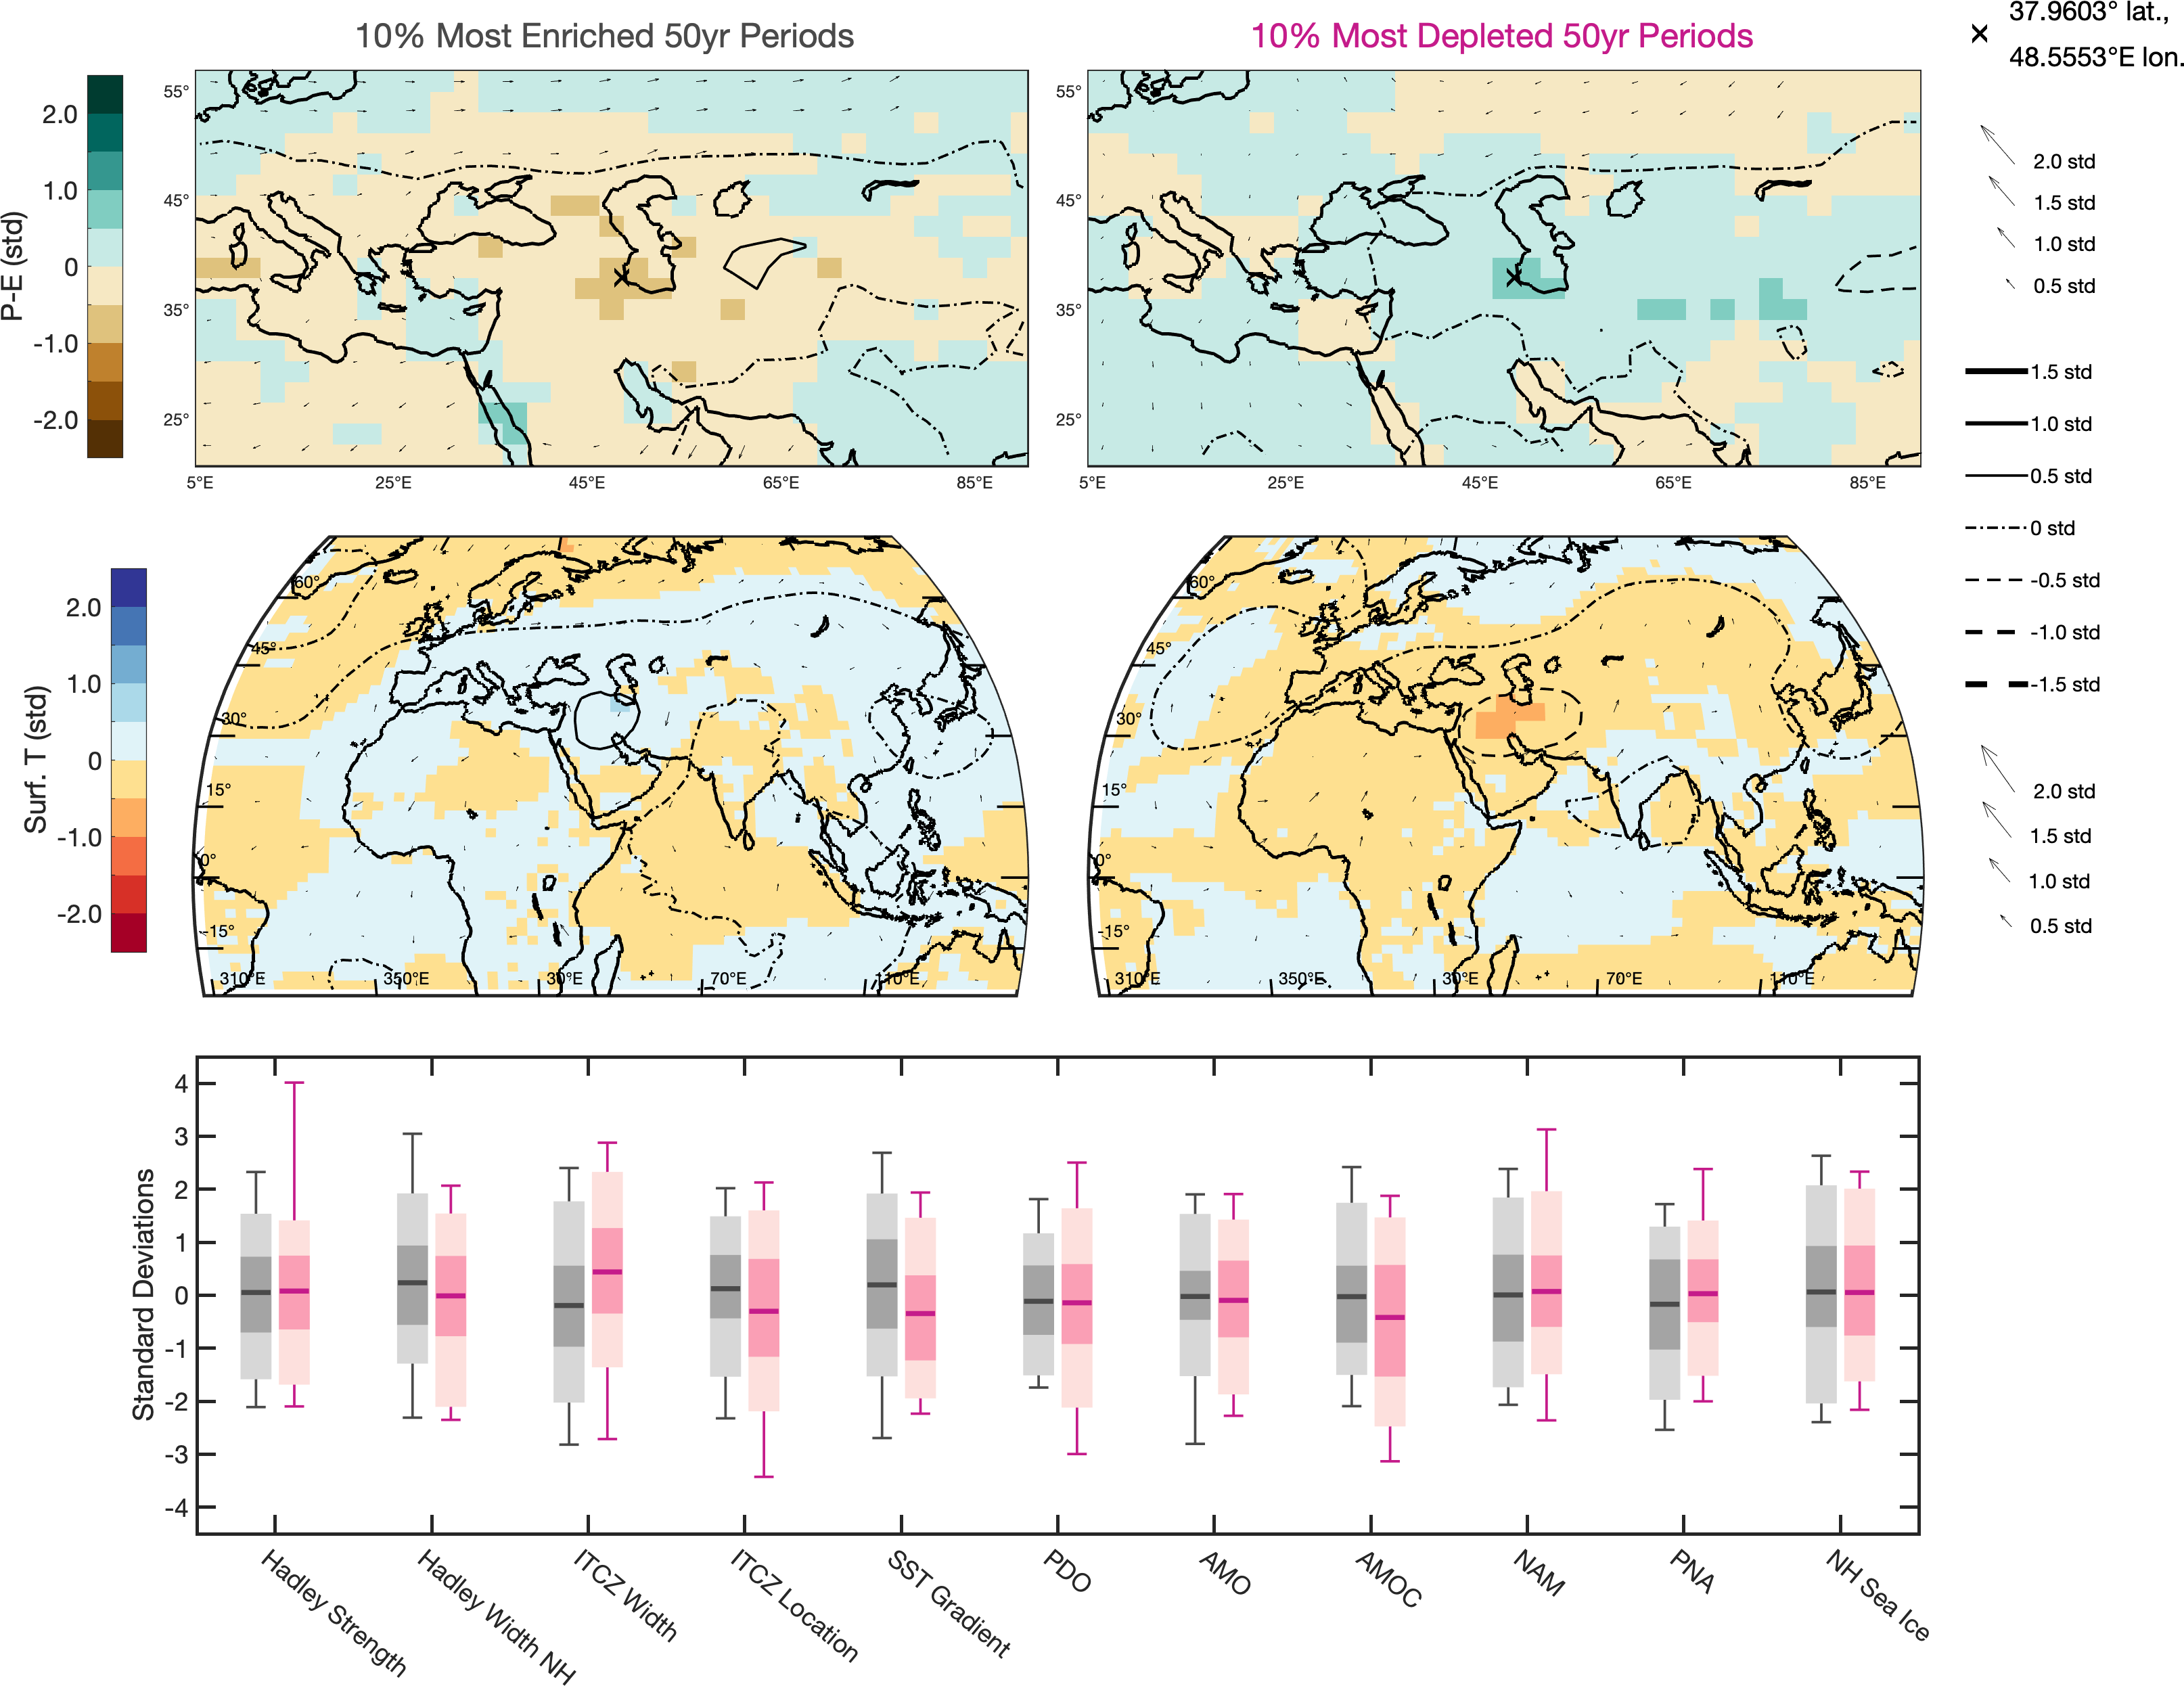 10% Most Enriched 50yr Periods
10% Most Depleted 50yr Periods
37.9603° lat.,
48.5553°E lon.
P-E (std)
2.0
1.0
0
-1.0
-2.0
55°
45°
35°
25°
5°E
25°E
45°E
65°E
85°E
55°
45°
35°
25°
5°E
25°E
45°E
65°E
85°E
2.0 std
1.5 std
1.0 std
0.5 std
1.5 std
1.0 std
0.5 std
0 std
-0.5 std
-1.0 std
-1.5 std
2.0 std
1.5 std
1.0 std
0.5 std
Surf. T (std)
2.0
1.0
0
-1.0
-2.0
60°
45°
30°
15°
0°
-15°
310°E
350°E
30°E
70°E
110°E
60°
45°
30°
15°
0°
-15°
310°E
350°E
30°E
70°E
110°E
Standard Deviations
4
3
2
1
0
-1
-2
-3
-4
Hadley Strength
Hadley Width NH
ITCZ Width
ITCZ Location
SST Gradient
PDO
AMO
AMOC
NAM
PNA
NH Sea Ice